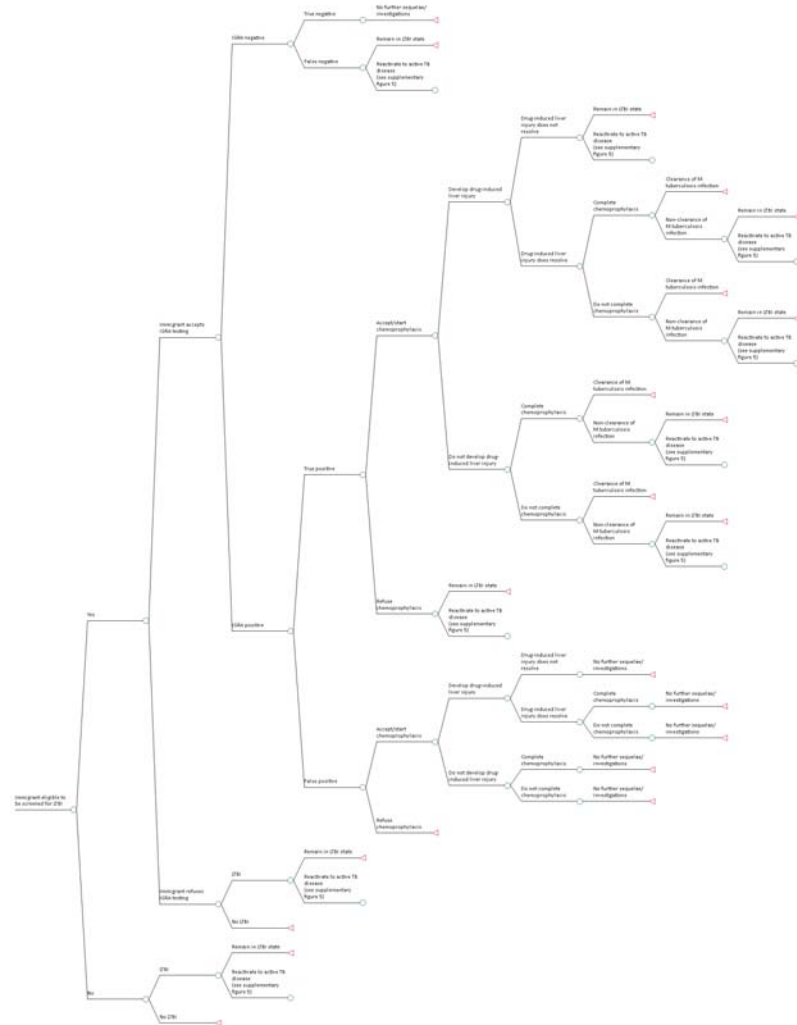 True negative
No further sequelae/
investigations
IGRA negative
False negative
Remain in LTBI state
Reactivate to active TB
disease
(see supplementary
figure 5)
Drug-induced liver
injury does not
resolve
Remain in LTBI state
Reactivate to active TB
disease
(see supplementary
figure 5)
Develop drug-induced
liver injury
Drug-induced liver
injury does resolve
Complete
chemoprophylaxis
Clearance of M
tuberculosis infection
Non-clearance of
M tuberculosis
infection
Remain in LTBI state
Reactivate to active TB
disease
(see supplementary
figure 5)
Do not complete
chemoprophylaxis
Clearance of M
tuberculosis infection
Non-clearance of
M tuberculosis
infection
Remain in LTBI state
Reactivate to active TB
disease
(see supplementary
figure 5)
Immigrant accepts
IGRA testing
Accept/start
chemoprophylaxis
Do not develop drug-
induced liver injury
Complete
chemoprophylaxis
Clearance of M
tuberculosis infection
Non-clearance of
M tuberculosis
infection
Remain in LTBI state
Reactivate to active TB
disease
(see supplementary
figure 5)
Do not complete
chemoprophylaxis
Clearance of M
tuberculosis infection
Non-clearance of
M tuberculosis
infection
Remain in LTBI state
Reactivate to active TB
disease
(see supplementary
figure 5)
True positive
Refuse
chemoprophylaxis
Remain in LTBI state
Reactivate to active TB
disease
(see supplementary
figure 5)
Yes
IGRA positive
False positive
Accept/start
chemoprophylaxis
Develop drug-induced
liver injury
Drug-induced liver
injury does not
resolve
No further sequelae/
investigations
Drug-induced liver
injury does resolve
Complete
chemoprophylaxis
No further sequelae/
investigations
Do not complete
chemoprophylaxis
No further sequelae/
investigations
Do not develop drug-
induced liver injury
Complete
chemoprophylaxis
No further sequelae/
investigations
Do not complete
chemoprophylaxis
No further sequelae/
investigations
Refuse
chemoprophylaxis
Immigrant eligible to
be screened for LTBI
Immigrant refuses
IGRA testing
LTBI
Remain in LTBI state
Reactivate to active TB
disease
(see supplementary
figure 5)
No LTBI
No
LTBI
Remain in LTBI state
Reactivate to active TB
disease
(see supplementary
figure 5)
No LTBI